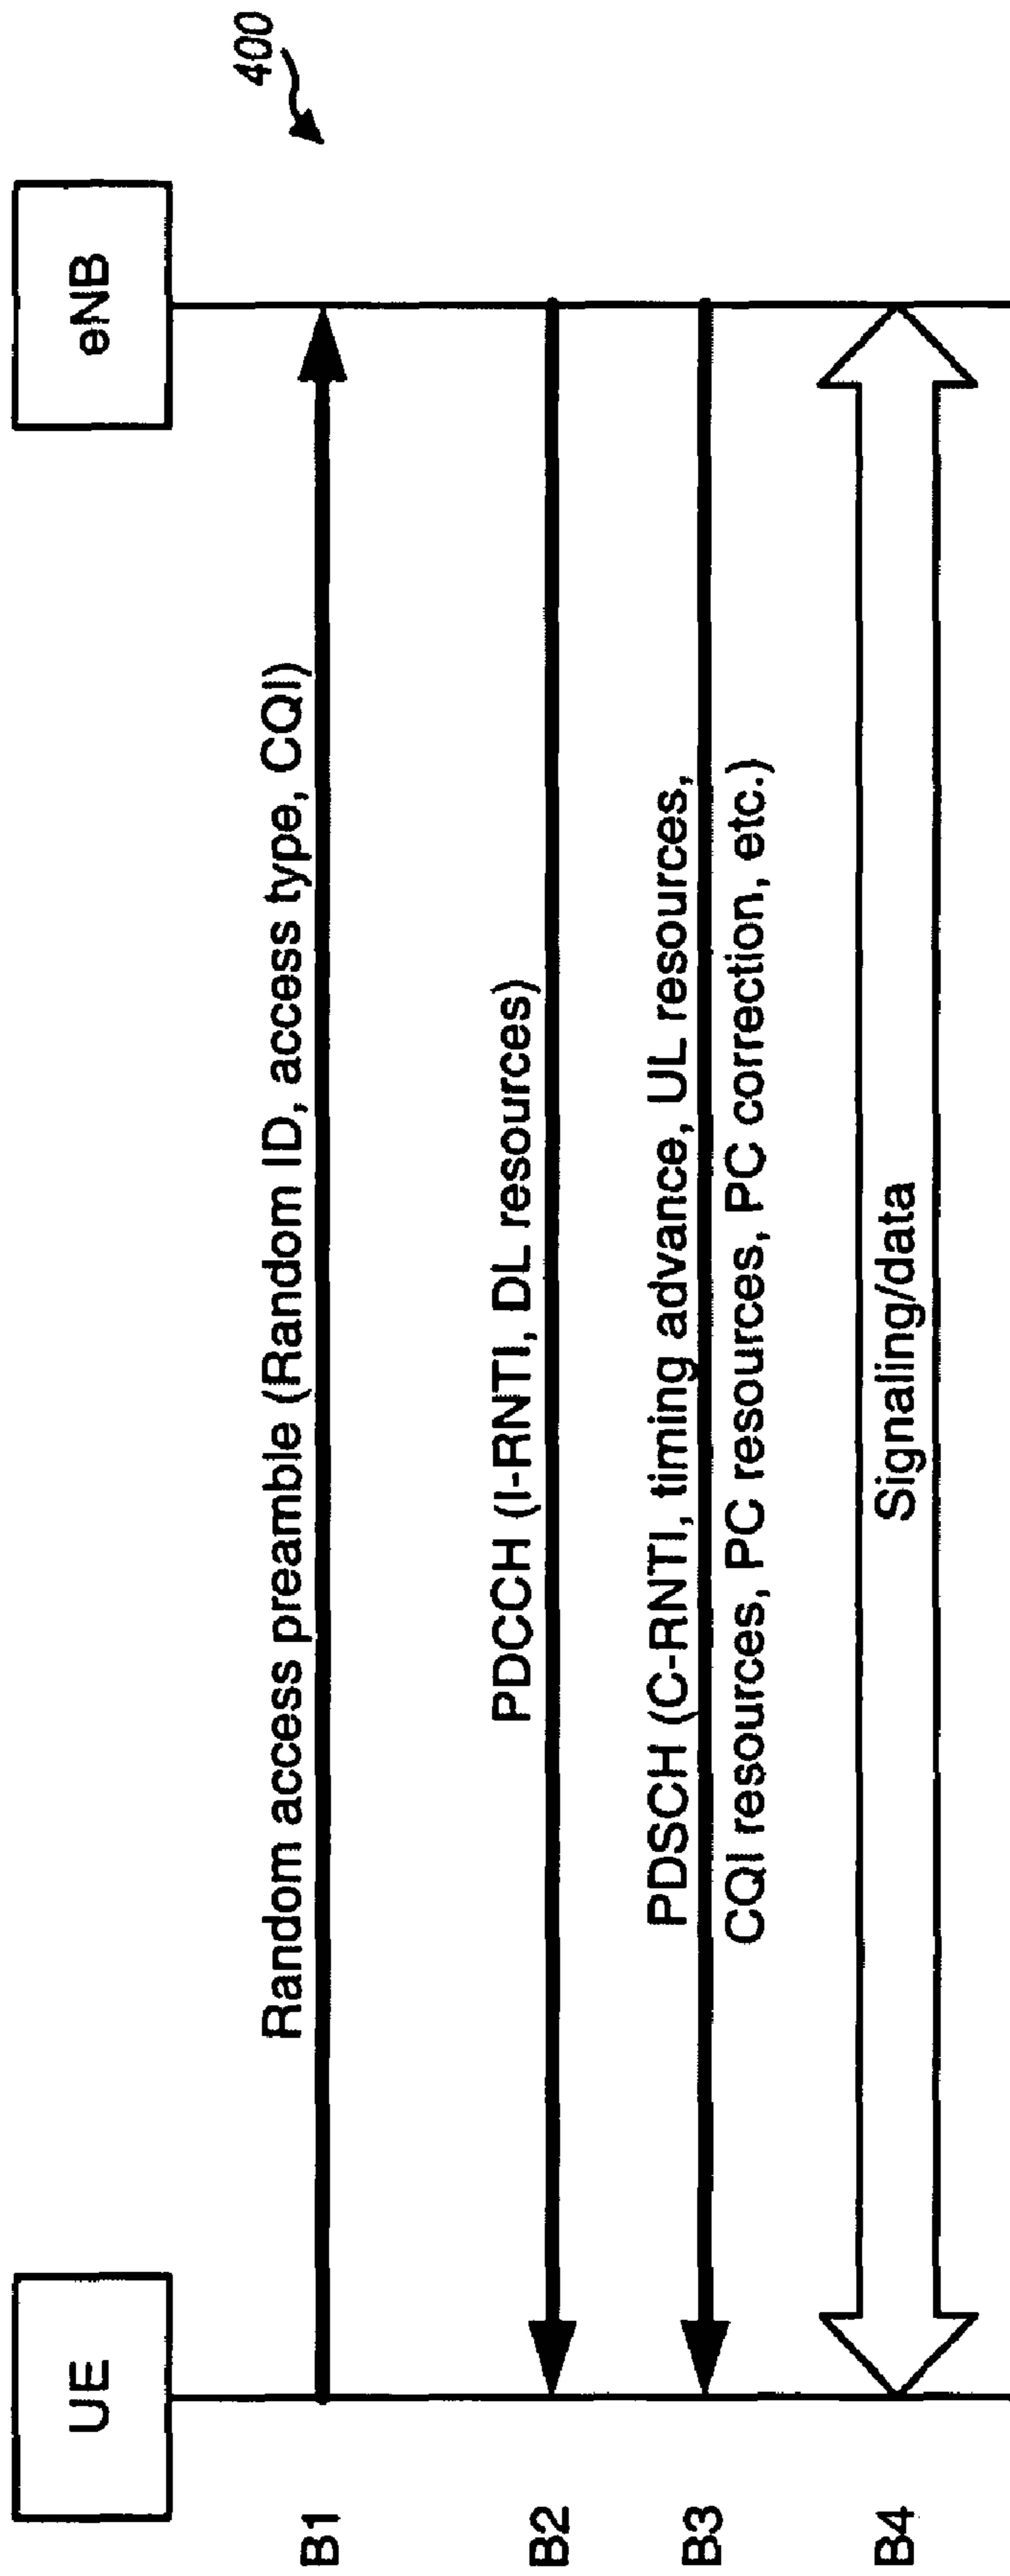 400
UE
eNB
B1
Random access preamble (Random ID, access type, CQI)
B2
PDCCH (I-RNTI, DL resources)
B3
PDSCH (C-RNTI, timing advance, UL resources,
CQI resources, PC resources, PC correction, etc.)
B4
Signaling/data